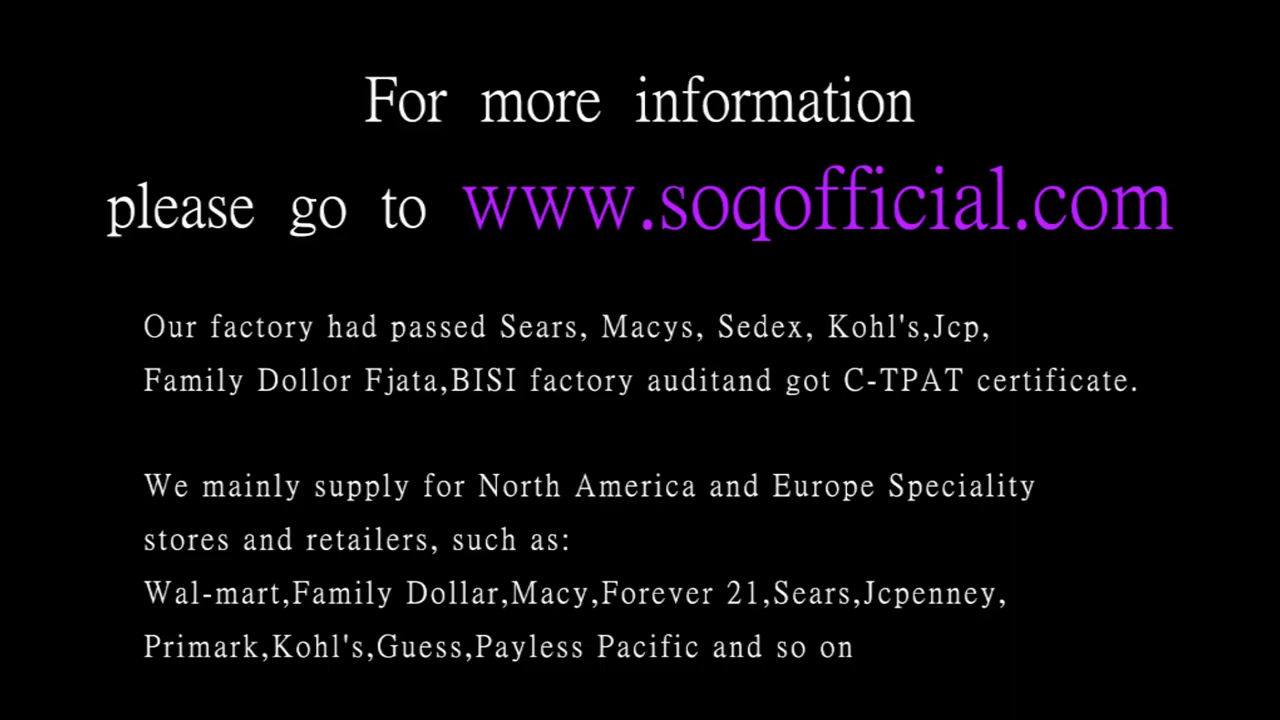 For more information
please go to www.soqofficial.com
Our factory had passed Sears, Macys, Sedex, Kohl's,Jcp,
Family Dollor Fjata,BISI factory auditand got C-TPAT certificate.
We mainly supply for North America and Europe Speciality
stores and retailers, such as:
Wal-mart,Family Dollar,Macy,Forever 21,Sears,Jcpenney,
Primark,Kohl's,Guess,Payless Pacific and so on